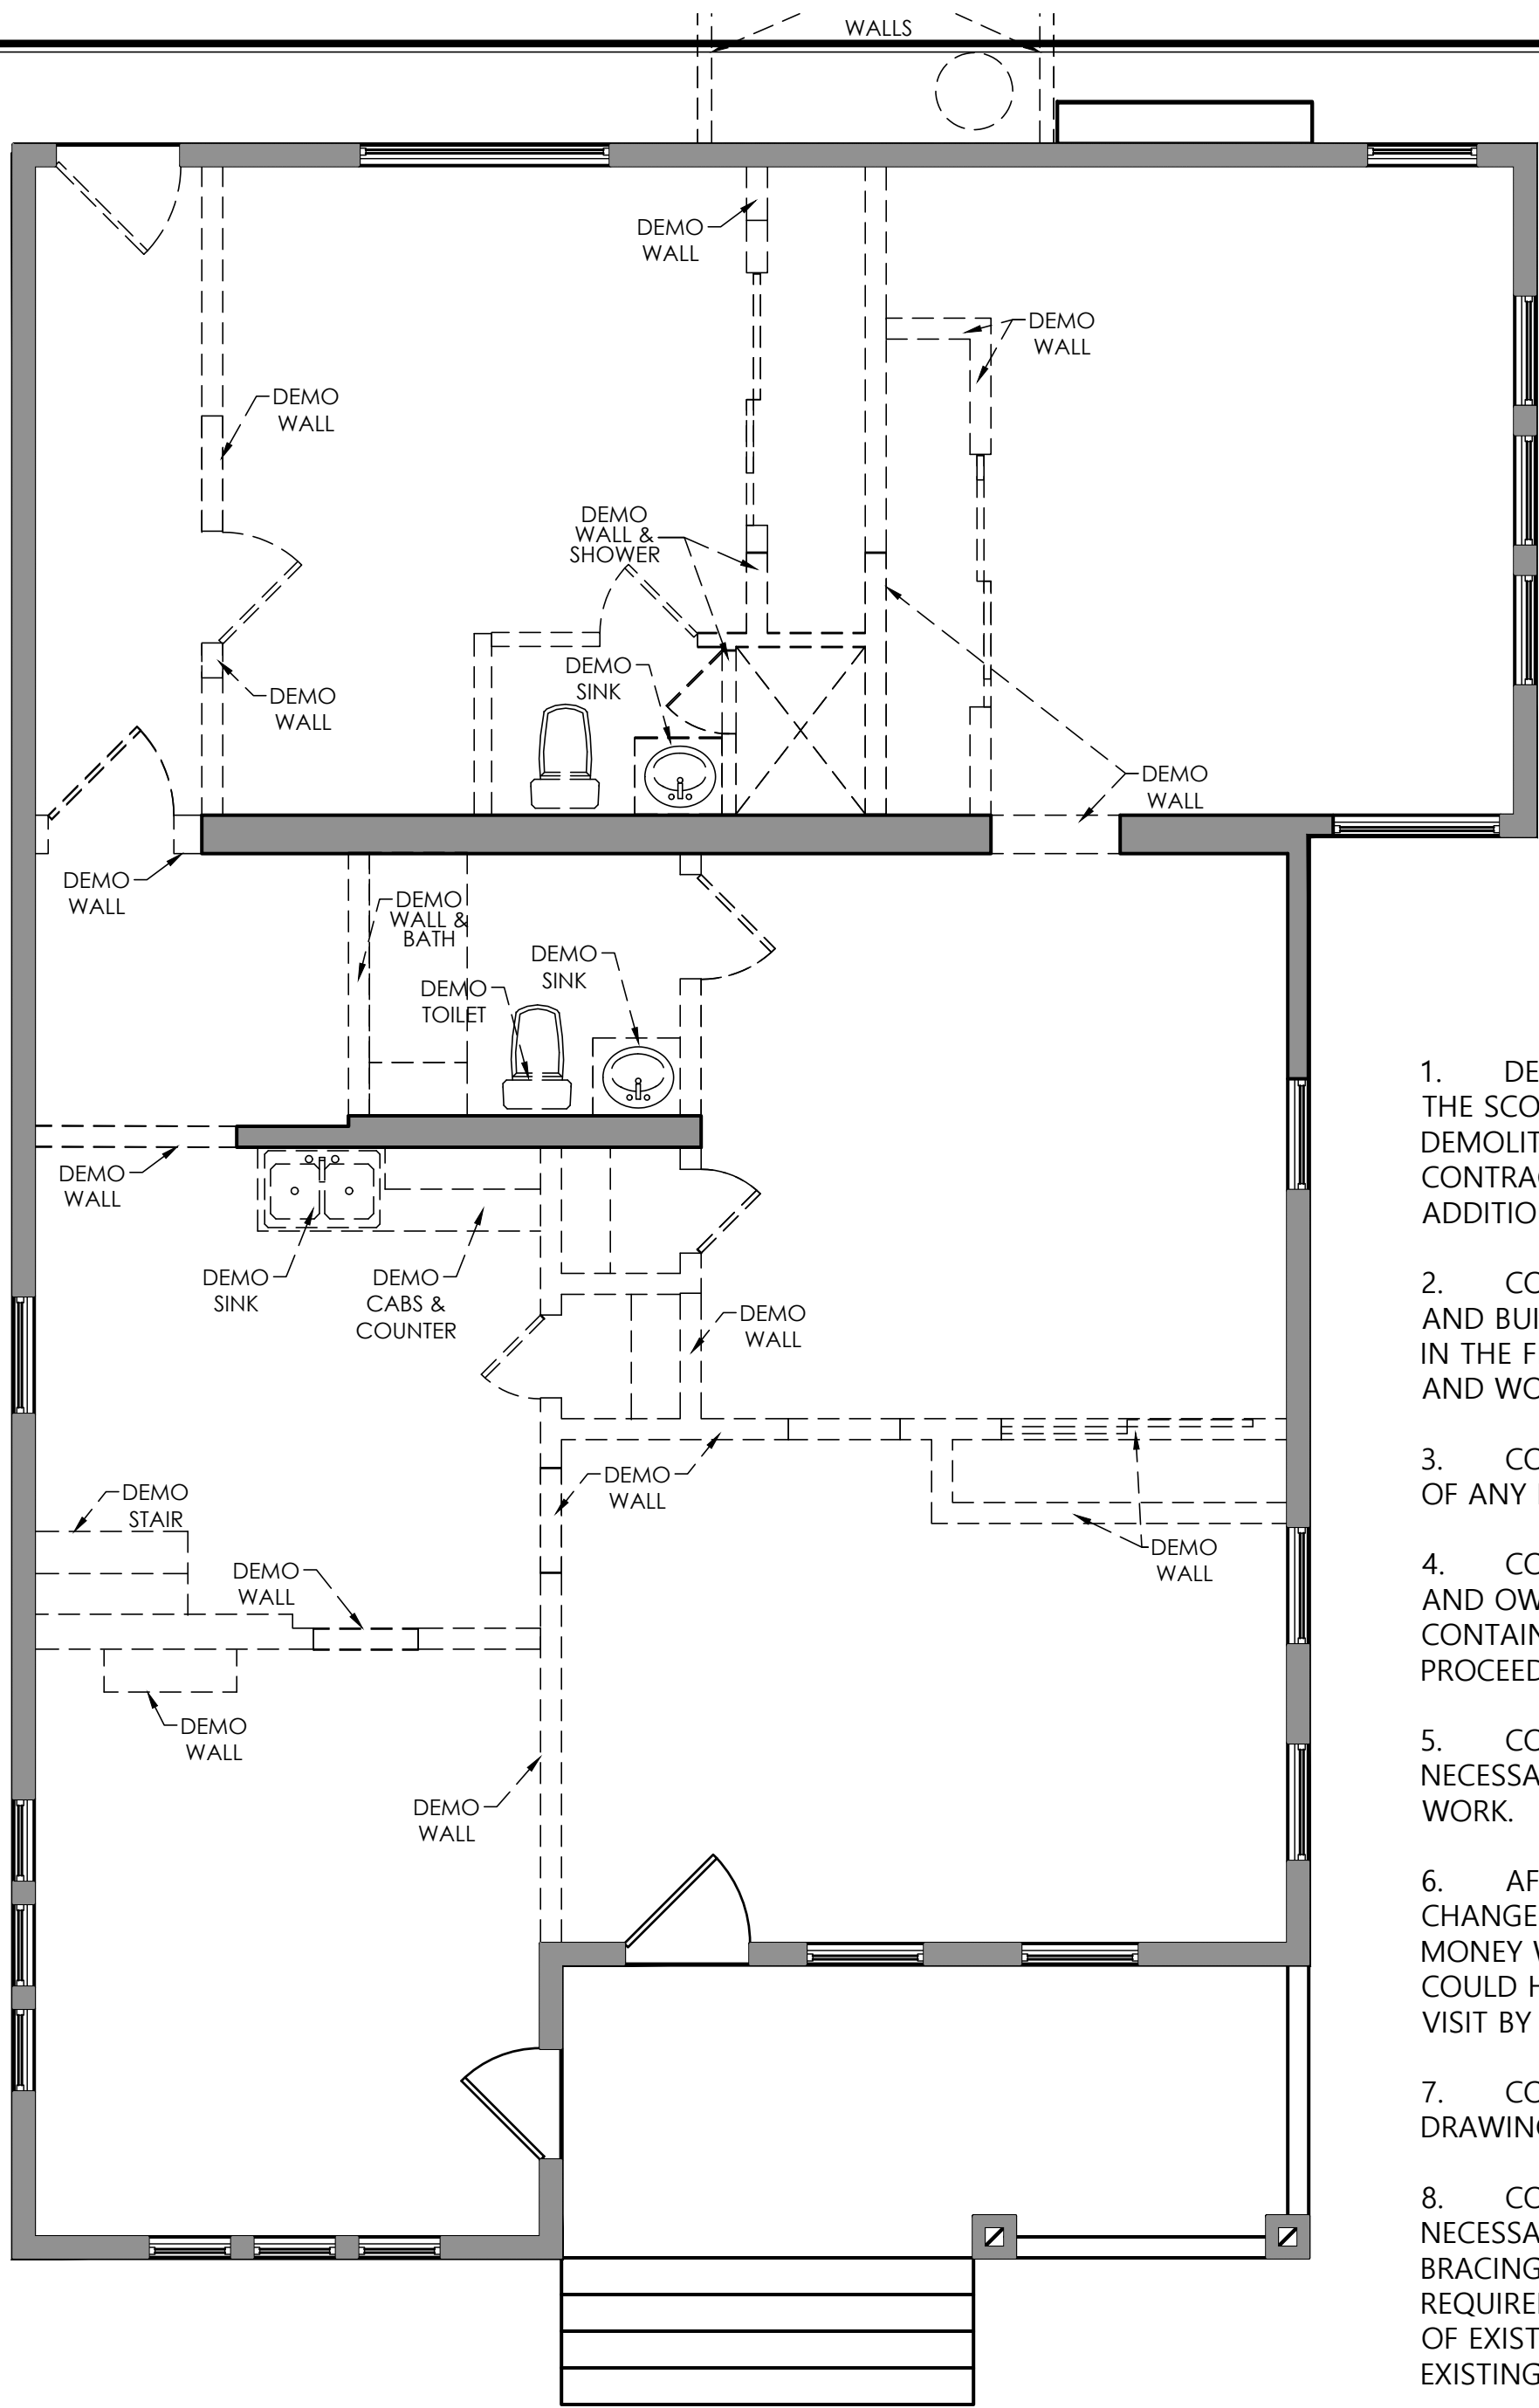 WALLS
DEMO
WALL
DEMO
WALL
DEMO
WALL
DEMO
WALL &
SHOWER
DEMO
SINK
DEMO
WALL
DEMO
WALL
DEMO
WALL
DEMO
WALL &
BATH
DEMO
SINK
DEMO
TOILET
DEMO
WALL
DEMO
SINK
DEMO
CABS &
COUNTER
DEMO
WALL
DEMO
WALL
DEMO
STAIR
DEMO
WALL
DEMO
WALL
DEMO
WALL
DEMO
WALL
1. DE
THE SCO
DEMOLIT
CONTRA
ADDITIO
2. CO
AND BUI
IN THE F
AND WO
3. CO
OF ANY
4. CO
AND OW
CONTAIN
PROCEED
5. CO
NECESSA
WORK.
6. AF
CHANGE
MONEY
COULD H
VISIT BY
7. CO
DRAWING
8. CO
NECESSA
BRACING
REQUIRE
OF EXIST
EXISTING